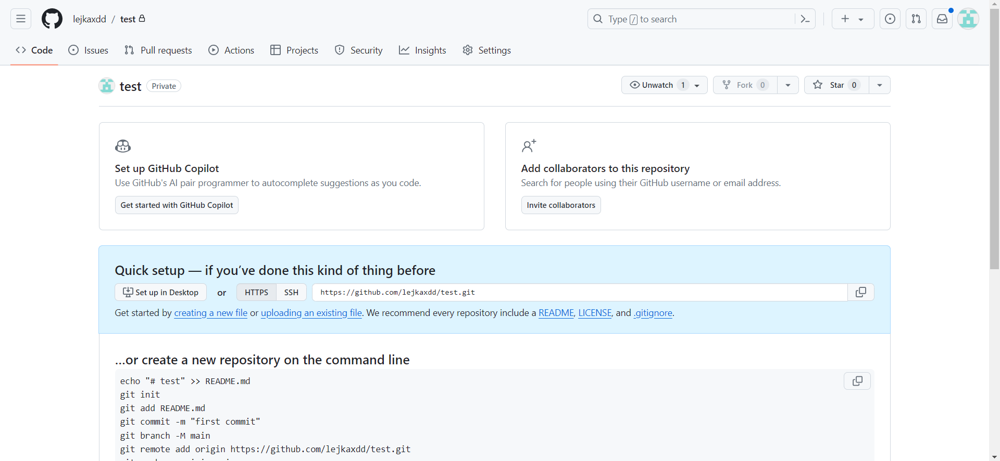 lejkaxdd / test
Type / to search
Code Issues Pull requests Actions Projects Security Insights Settings
test Private
Unwatch 1 Fork 0 Star 0
Set up GitHub Copilot
Use GitHub's AI pair programmer to autocomplete suggestions as you code.
Get started with GitHub Copilot
Add collaborators to this repository
Search for people using their GitHub username or email address.
Invite collaborators
Quick setup — if you’ve done this kind of thing before
Set up in Desktop or HTTPS SSH https://github.com/lejkaxdd/test.git
Get started by creating a new file or uploading an existing file. We recommend every repository include a README, LICENSE, and .gitignore.
…or create a new repository on the command line
echo "# test" >> README.md
git init
git add README.md
git commit -m "first commit"
git branch -M main
git remote add origin https://github.com/lejkaxdd/test.git